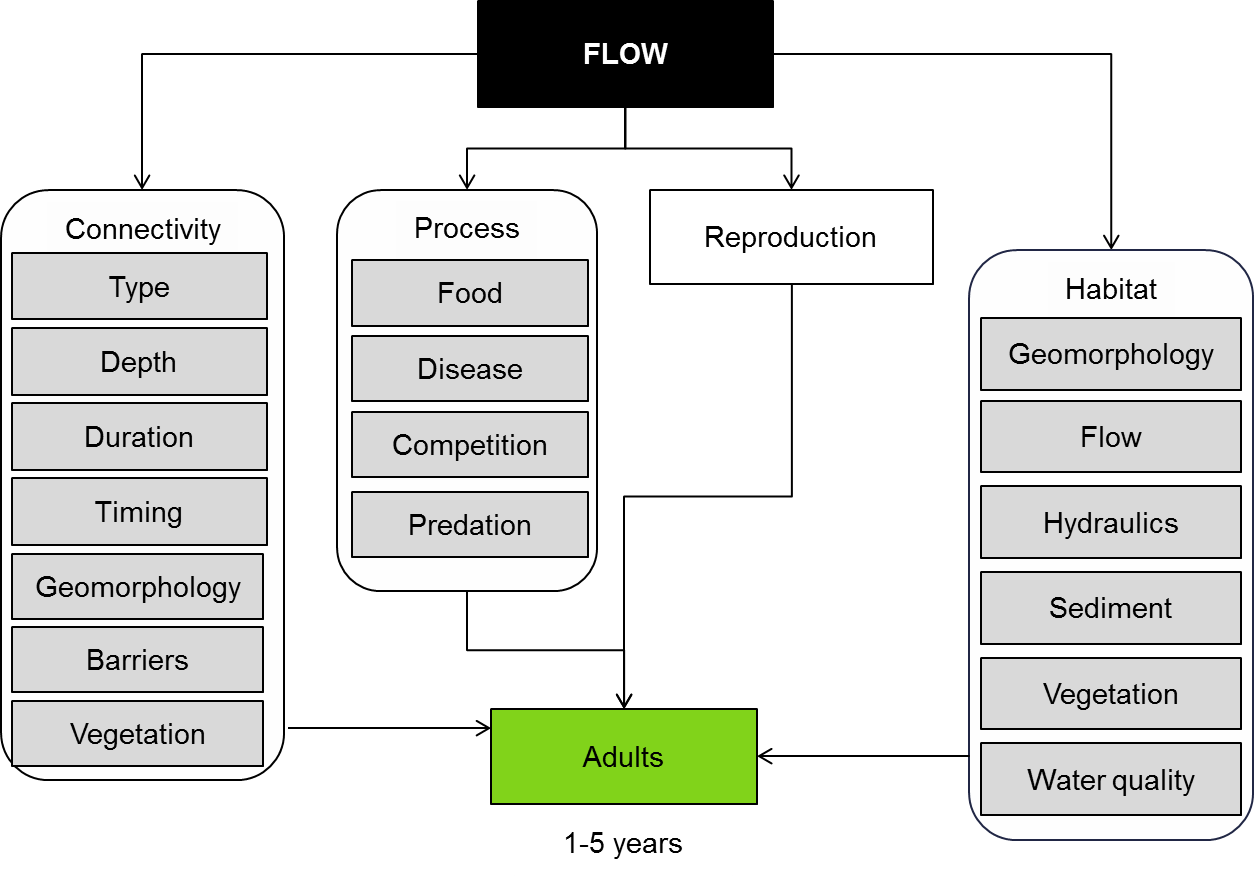 FLOW
Connectivity
Type
Depth
Duration
Timing
Geomorphology
Barriers
Vegetation
Process
Food
Disease
Competition
Predation
Reproduction
Habitat
Geomorphology
Flow
Hydraulics
Sediment
Vegetation
Water quality
Adults
1-5 years